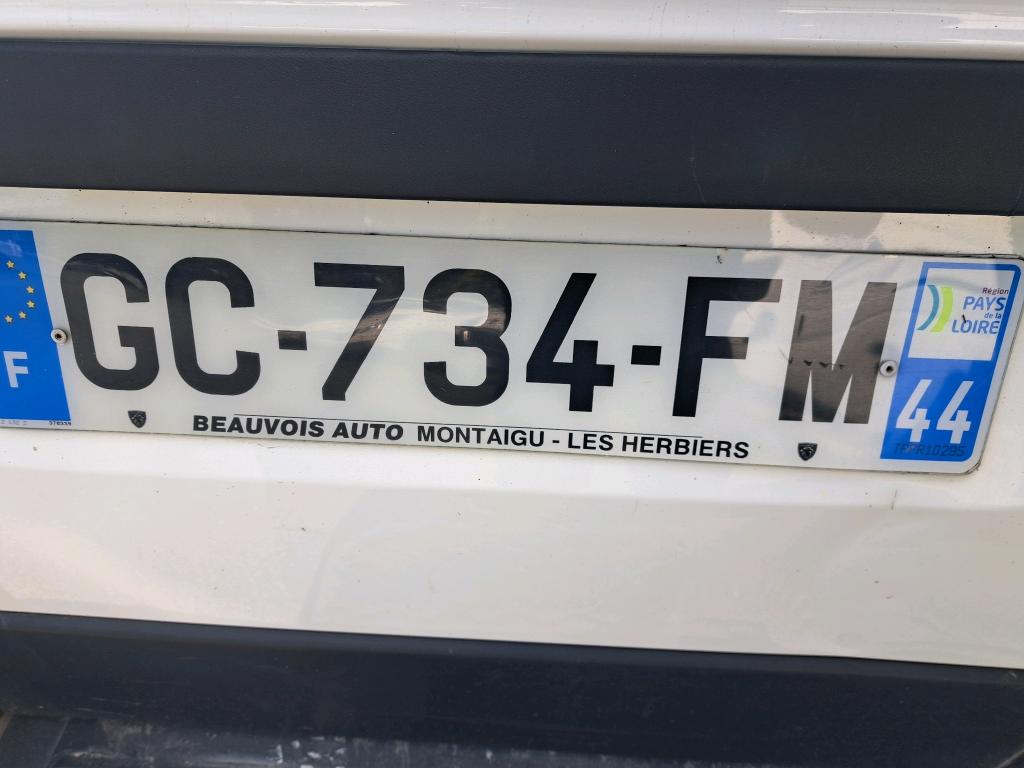 F
GC-734-FM
Région
PAYS
de la
LOIRE
44
BEAUVOIS AUTO MONTAIGU - LES HERBIERS